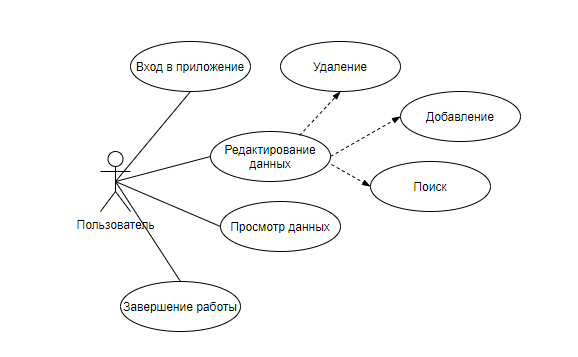 Вход в приложение
Удаление
Добавление
Редактирование
данных
Поиск
Пользователь
Просмотр данных
Завершение работы